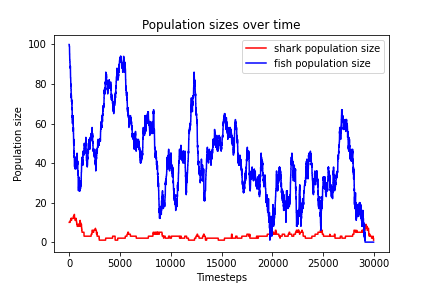 Population sizes over time
shark population size
fish population size
100
80
60
40
20
0
Population size
0 5000 10000 15000 20000 25000 30000
Timesteps